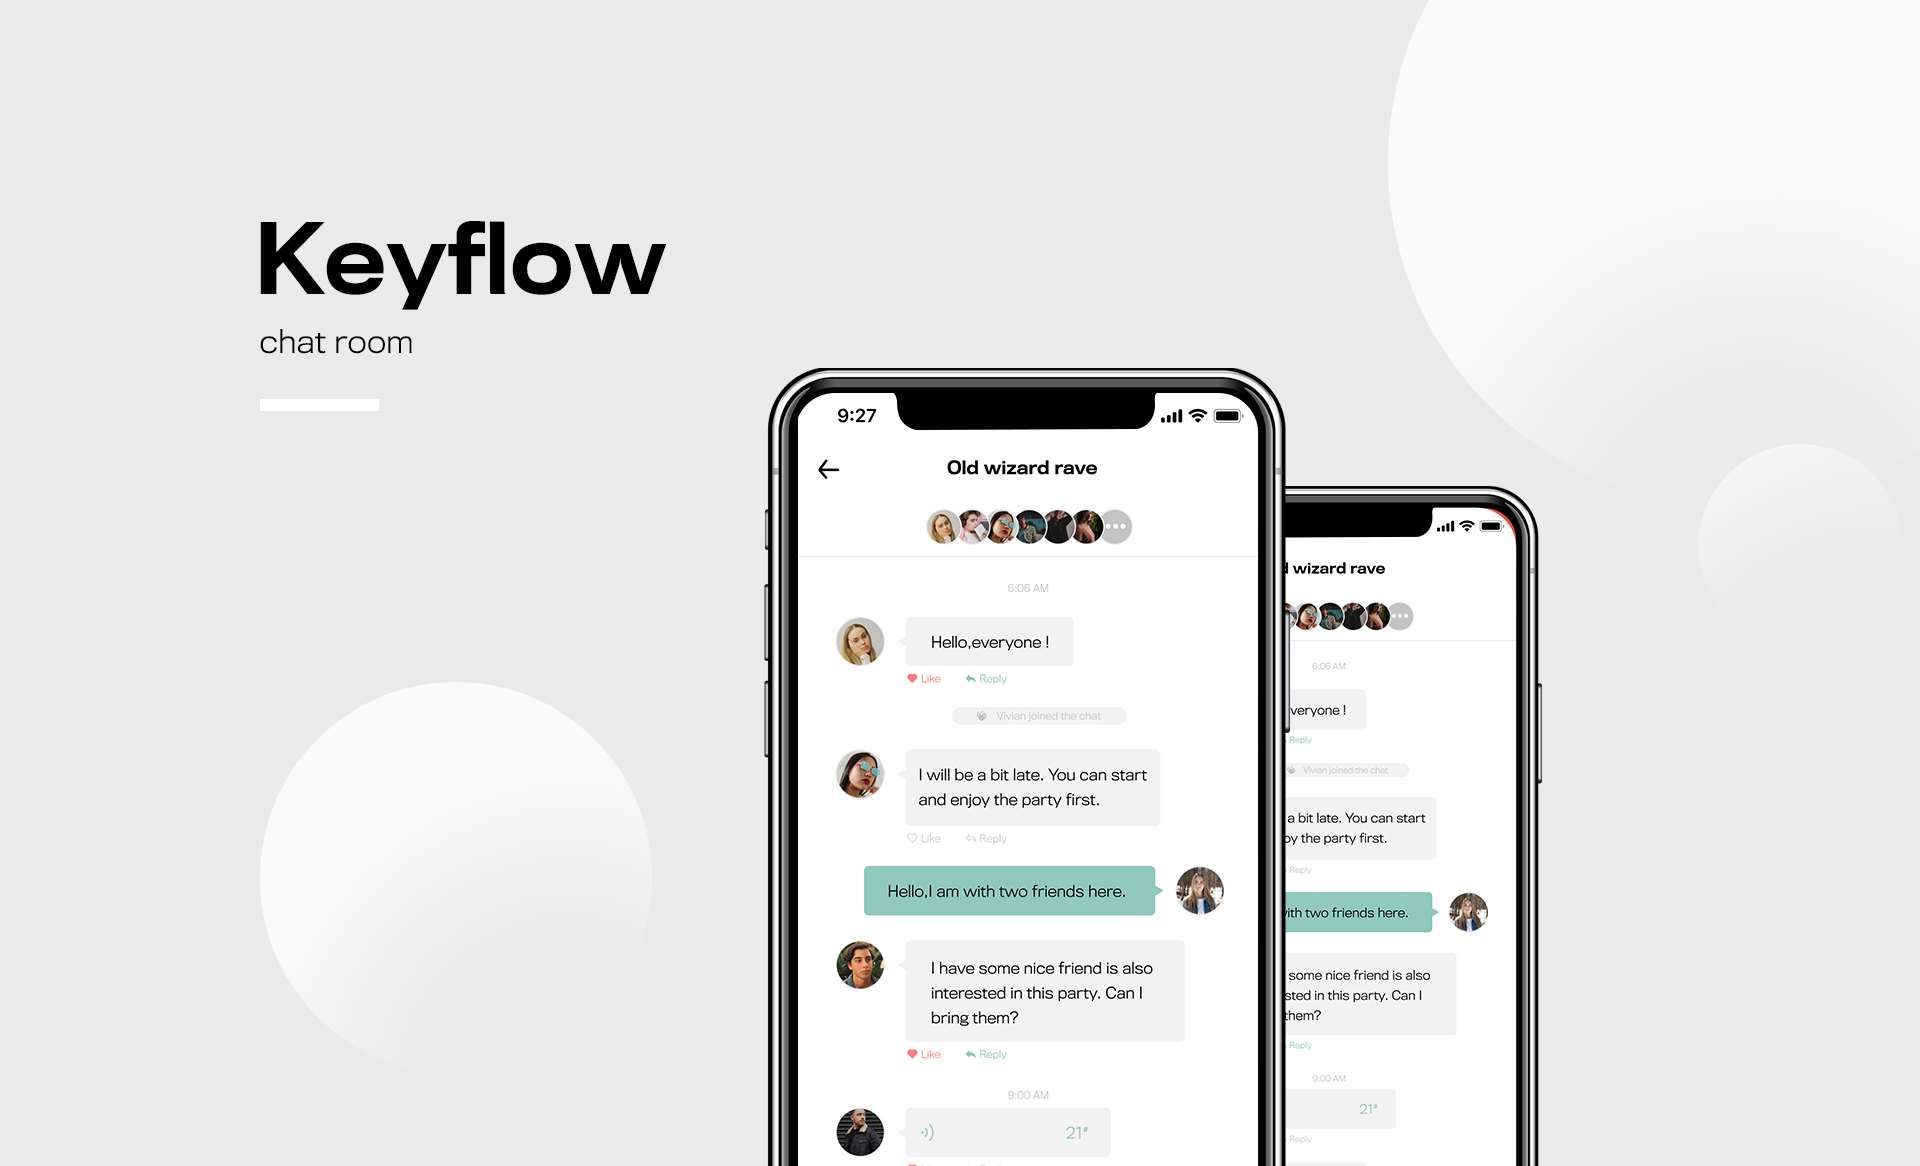 Keyflow
chat room
9:27
Old wizard rave
6:06 AM
Hello,everyone !
Like Reply
Vivian joined the chat
I will be a bit late. You can start
and enjoy the party first.
Like Reply
Hello,I am with two friends here.
I have some nice friend is also
interested in this party. Can I
bring them?
Like Reply
9:00 AM
21"
wizard rave
6:06 AM
veryone !
Reply
Vivian joined the chat
a bit late. You can start
oy the party first.
Reply
with two friends here.
some nice friend is also
sted in this party. Can I
them?
Reply
9:00 AM
21"
Reply